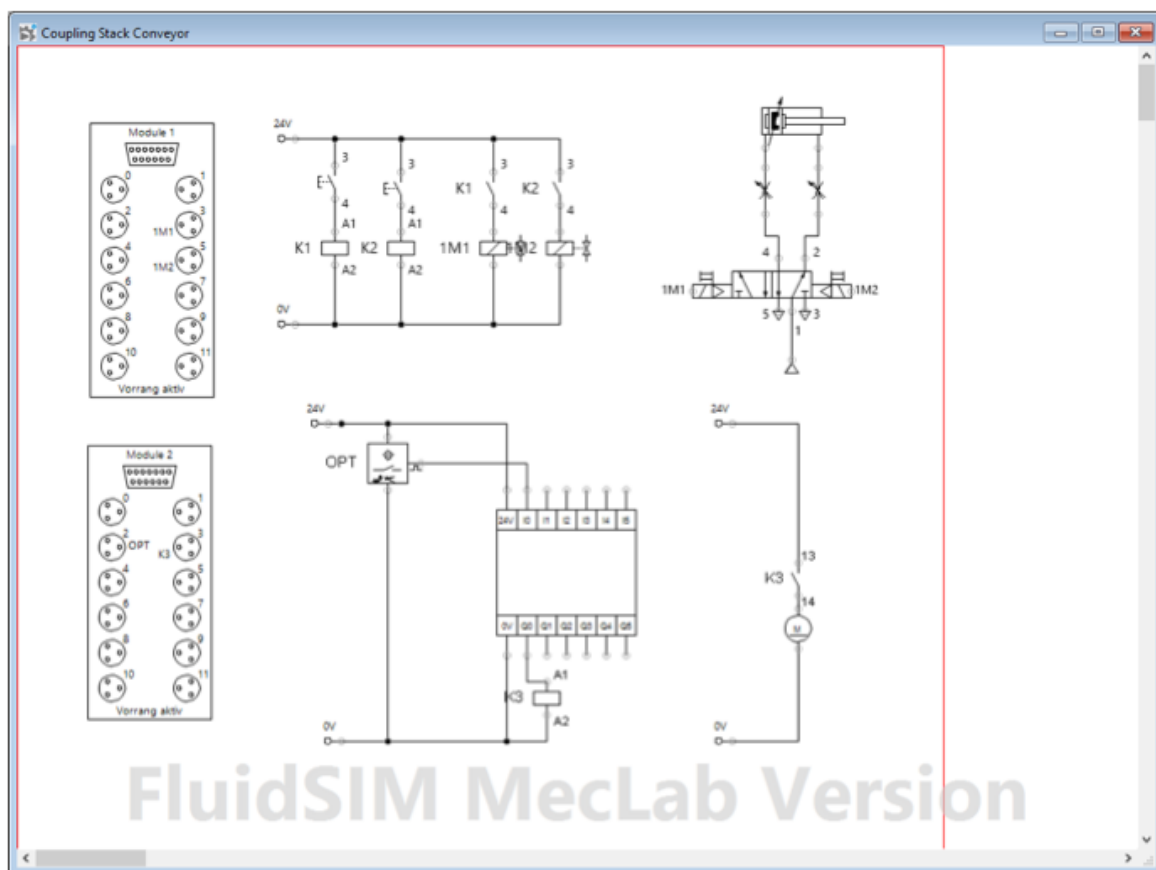 Coupling Stack Conveyor
Module 1
0
1
2
3
1M1
4
5
1M2
6
7
8
9
10
11
Vorrang aktiv
24V
3
3
3
3
K1
K2
4
4
4
4
A1
A1
K1
K2
1M1
1M2
A2
A2
0V
4
2
1M1
1M2
5
3
1
Module 2
0
1
2
OPT
3
K3
4
5
6
7
8
9
10
11
Vorrang aktiv
24V
OPT
24V I0 I1 I2 I3 I4 I5
0V Q0 Q1 Q2 Q3 Q4 Q5
A1
K3
A2
0V
24V
13
K3
14
M
0V
FluidSIM MecLab Version